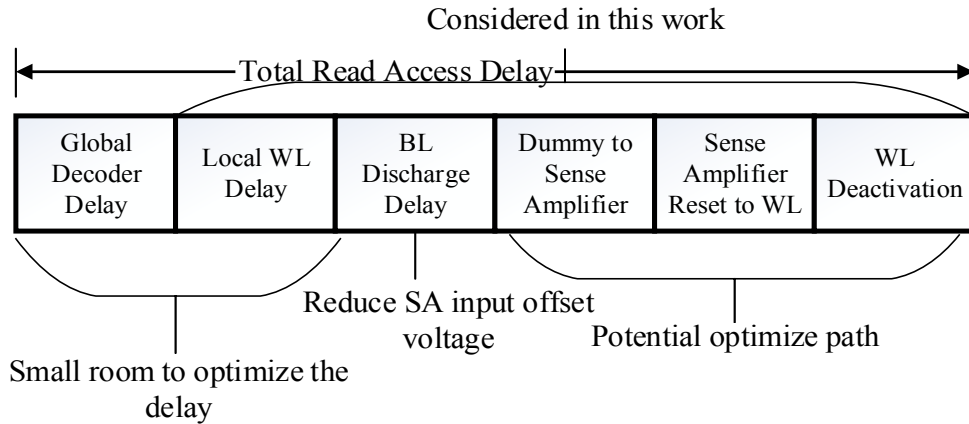 Considered in this work
Total Read Access Delay
Global
Decoder
Delay
Local WL
Delay
BL
Discharge
Delay
Dummy to
Sense
Amplifier
Sense
Amplifier
Reset to WL
WL
Deactivation
Reduce SA input offset
voltage
Potential optimize path
Small room to optimize the
delay